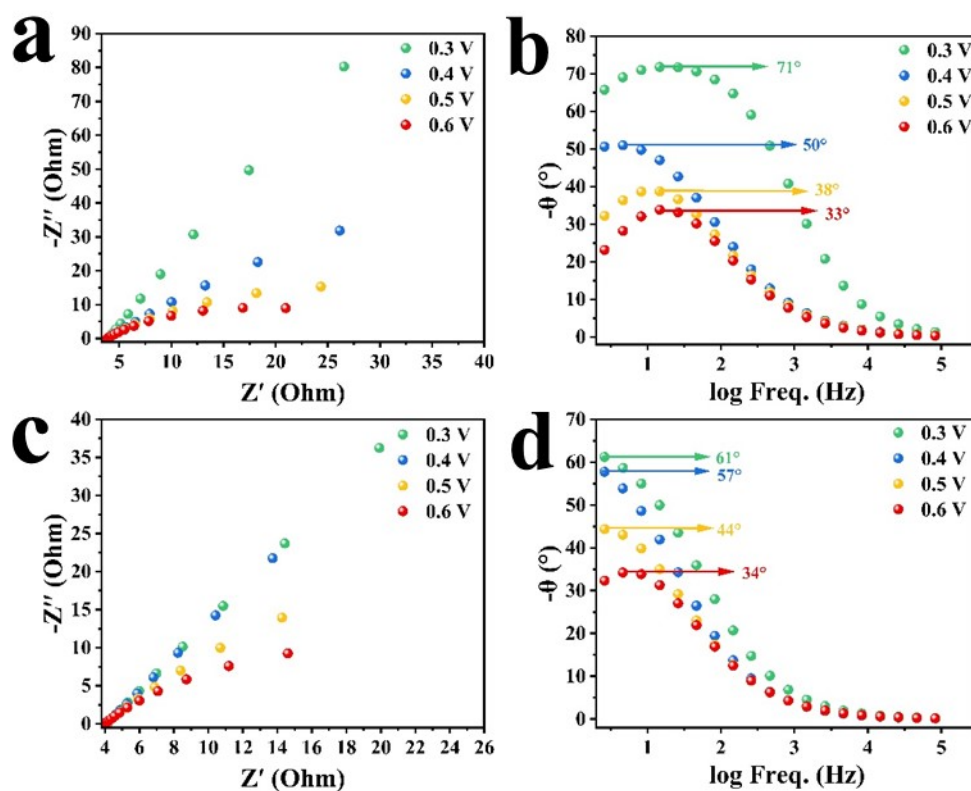 a
-90
-80
-70
-60
-50
-40
-30
-20
-10
0
-Z" (Ohm)
5 10 15 20 25 30 35 40
Z' (Ohm)
0.3 V
0.4 V
0.5 V
0.6 V
b
-80
70
60
50
40
30
20
10
0
-θ (°)
1 2 3 4 5
log Freq. (Hz)
0.3 V
0.4 V
0.5 V
0.6 V
71°
50°
38°
33°
c
40
35
30
25
20
15
10
5
0
-Z" (Ohm)
4 6 8 10 12 14 16 18 20 22 24 26
Z' (Ohm)
0.3 V
0.4 V
0.5 V
0.6 V
d
70
60
50
40
30
20
10
0
-θ (°)
1 2 3 4 5
log Freq. (Hz)
0.3 V
0.4 V
0.5 V
0.6 V
61°
57°
44°
34°